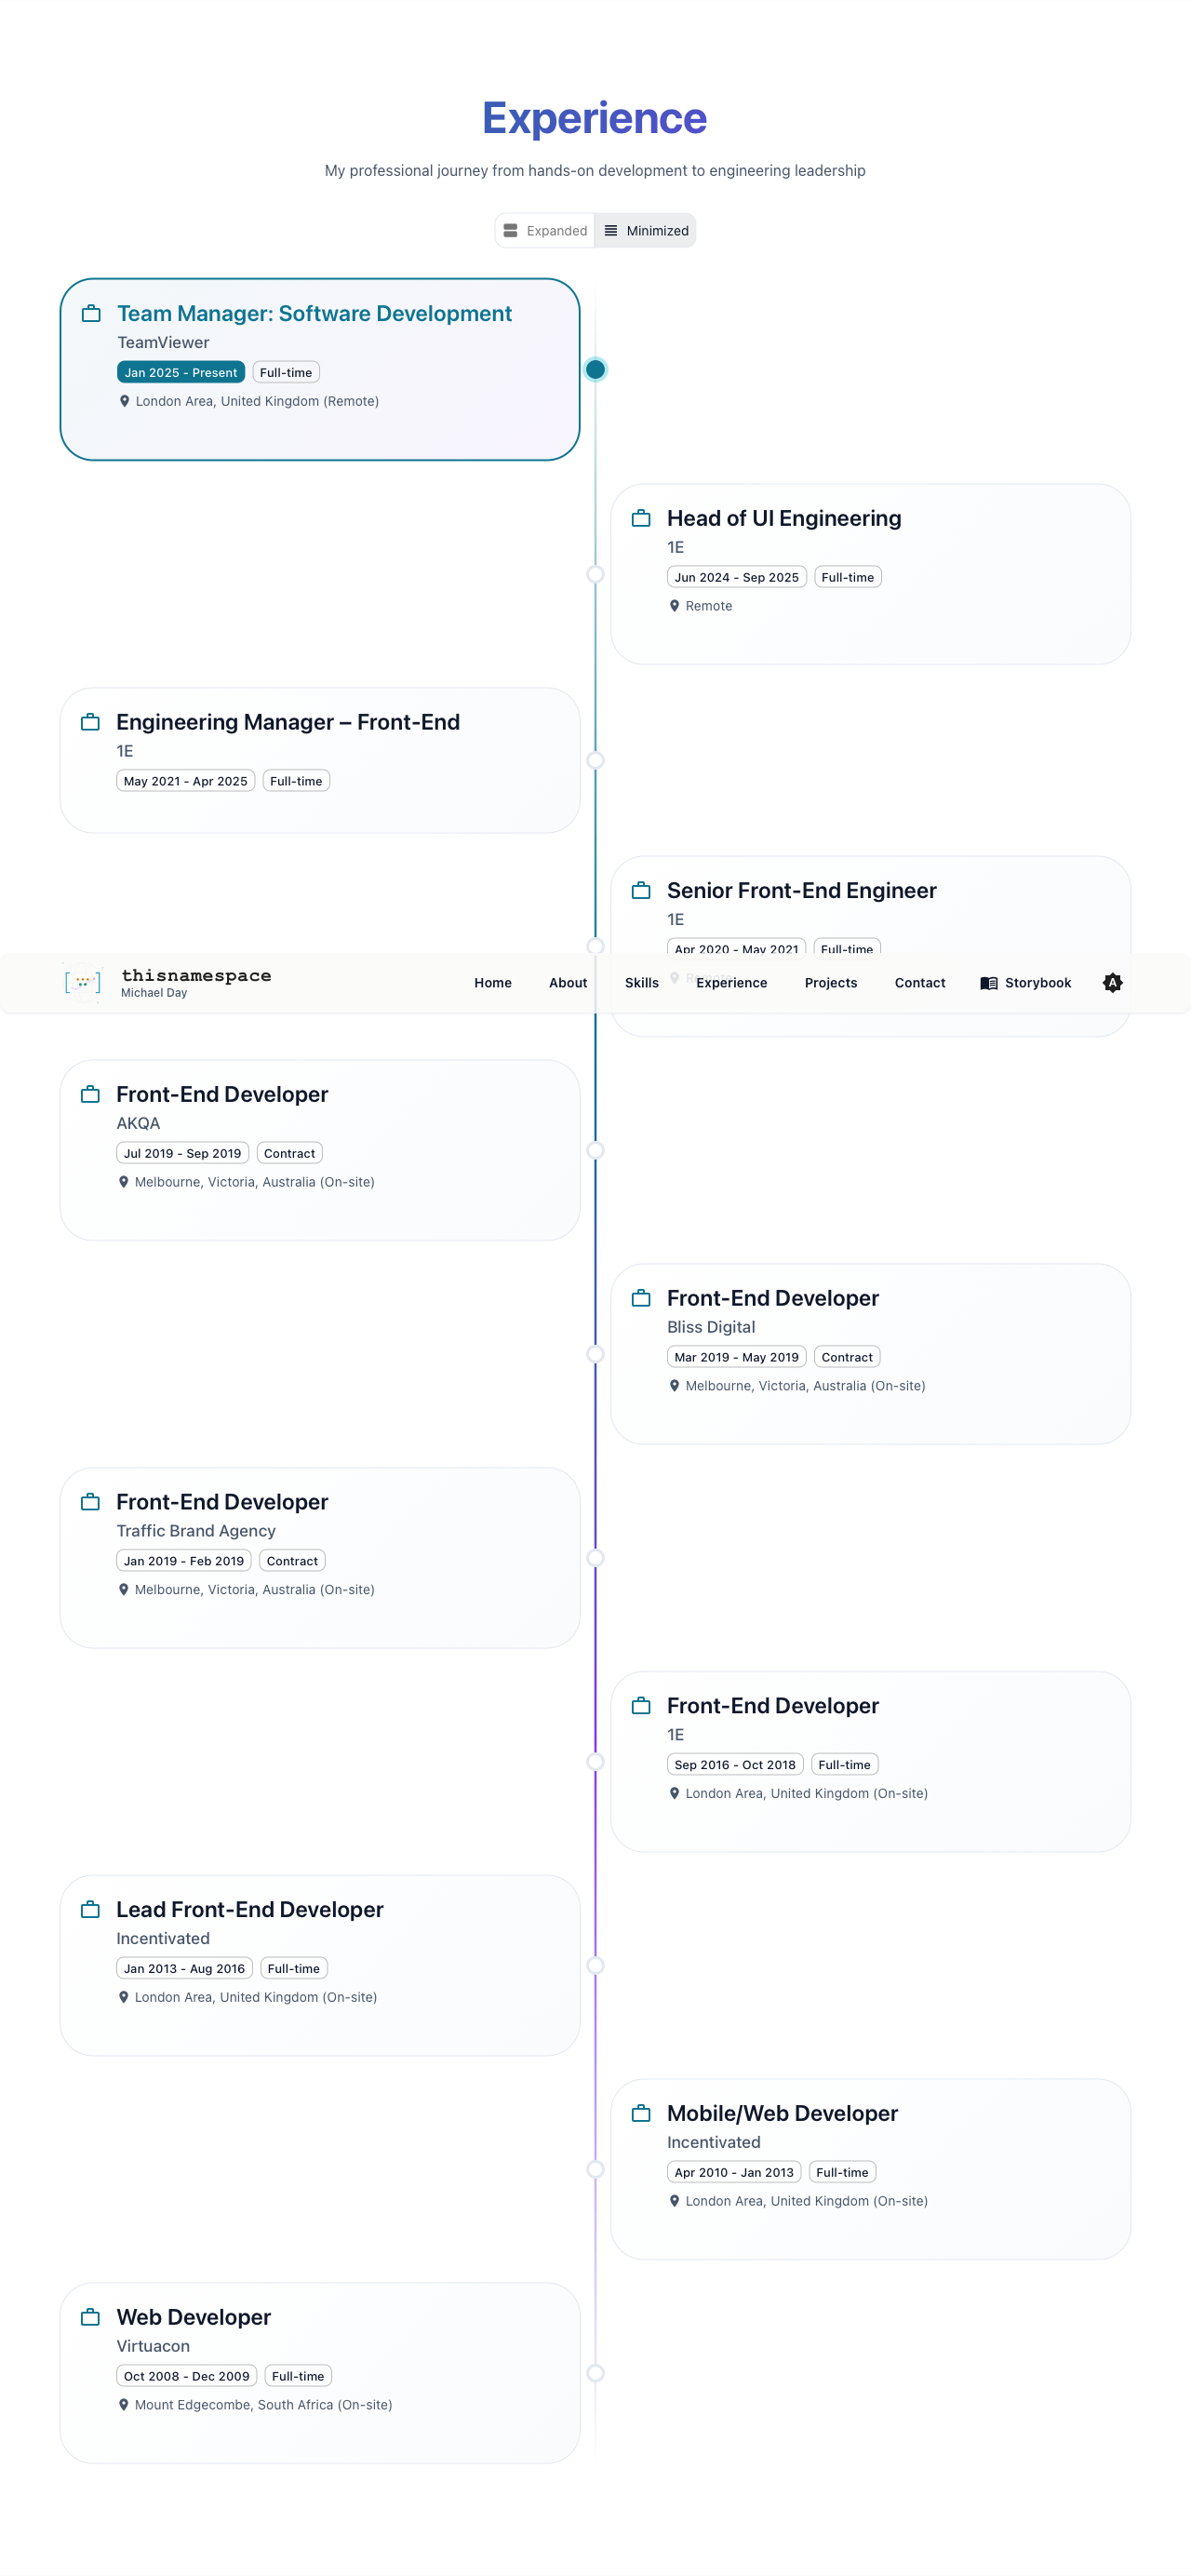 Experience
My professional journey from hands-on development to engineering leadership
Expanded
Minimized
Team Manager: Software Development
TeamViewer
Jan 2025 - Present Full-time
London Area, United Kingdom (Remote)
Head of UI Engineering
1E
Jun 2024 - Sep 2025 Full-time
Remote
Engineering Manager – Front-End
1E
May 2021 - Apr 2025 Full-time
Senior Front-End Engineer
1E
Apr 2020 - May 2021 Full-time
Remote
thisnamespace
Michael Day
Home About Skills Experience Projects Contact Storybook A
Front-End Developer
AKQA
Jul 2019 - Sep 2019 Contract
Melbourne, Victoria, Australia (On-site)
Front-End Developer
Bliss Digital
Mar 2019 - May 2019 Contract
Melbourne, Victoria, Australia (On-site)
Front-End Developer
Traffic Brand Agency
Jan 2019 - Feb 2019 Contract
Melbourne, Victoria, Australia (On-site)
Front-End Developer
1E
Sep 2016 - Oct 2018 Full-time
London Area, United Kingdom (On-site)
Lead Front-End Developer
Incentivated
Jan 2013 - Aug 2016 Full-time
London Area, United Kingdom (On-site)
Mobile/Web Developer
Incentivated
Apr 2010 - Jan 2013 Full-time
London Area, United Kingdom (On-site)
Web Developer
Virtuacon
Oct 2008 - Dec 2009 Full-time
Mount Edgecombe, South Africa (On-site)